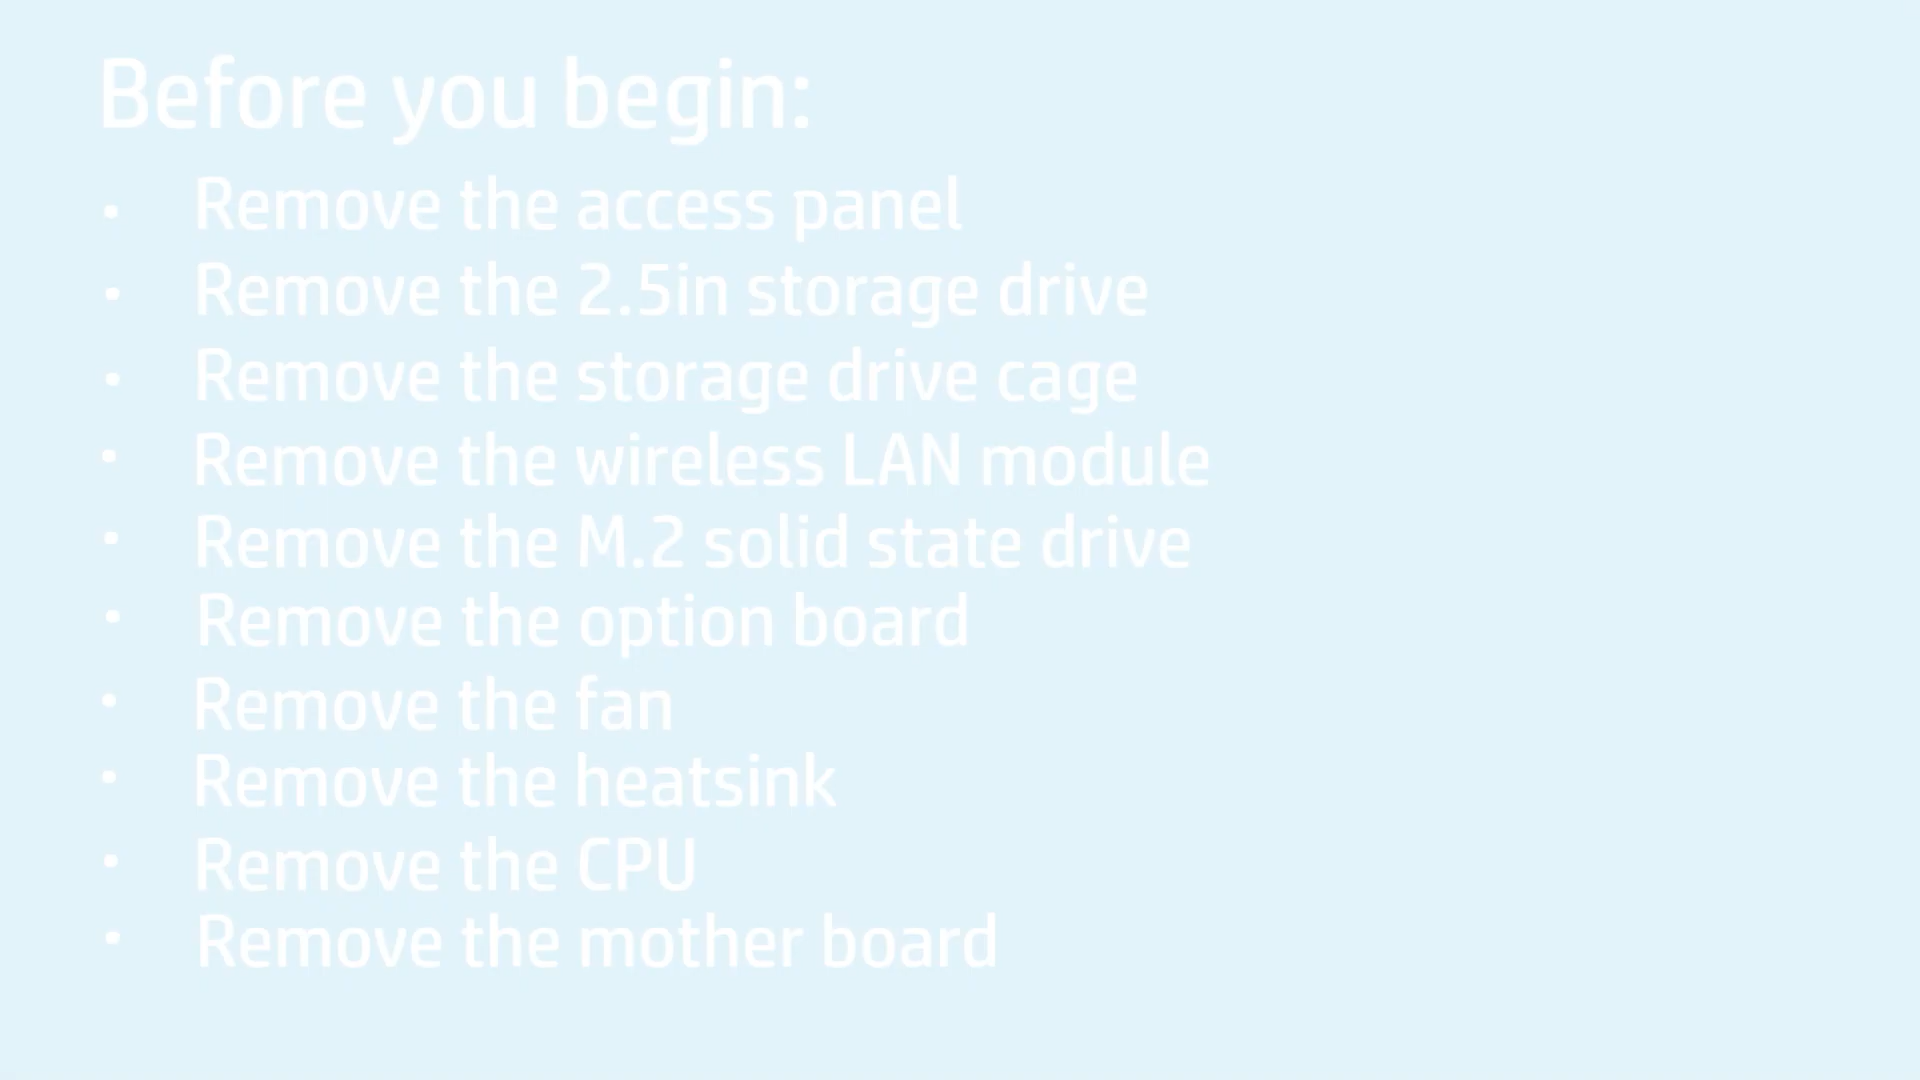 Before you begin:
• Remove the access panel
• Remove the 2.5in storage drive
• Remove the storage drive cage
• Remove the wireless LAN module
• Remove the M.2 solid state drive
• Remove the option board
• Remove the fan
• Remove the heatsink
• Remove the CPU
• Remove the mother board